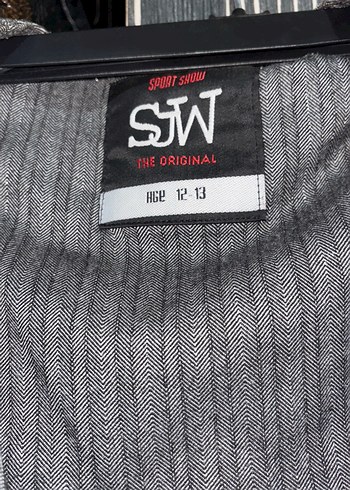 SPORT SHOW
SJW
THE ORIGINAL
AGE 12-13